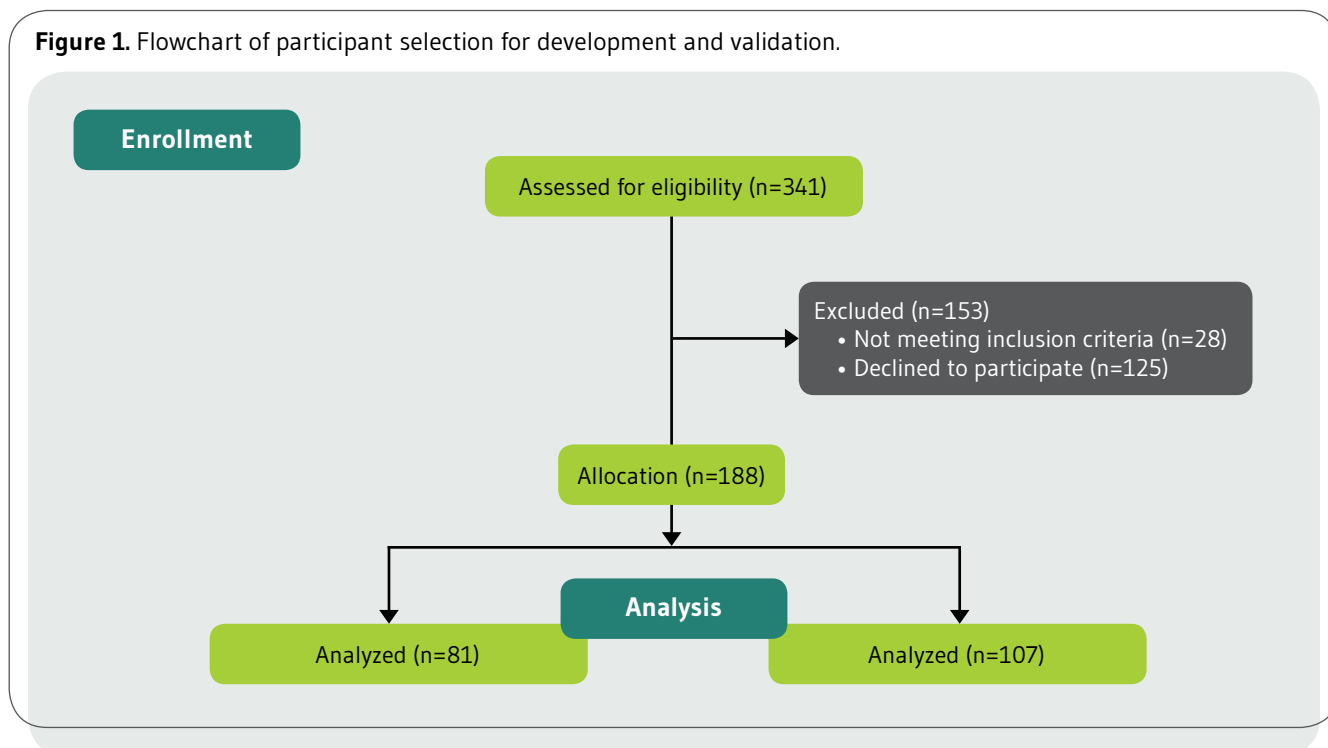 Figure 1. Flowchart of participant selection for development and validation.
Enrollment
Assessed for eligibility (n=341)
Excluded (n=153)
• Not meeting inclusion criteria (n=28)
• Declined to participate (n=125)
Allocation (n=188)
Analysis
Analyzed (n=81)
Analyzed (n=107)